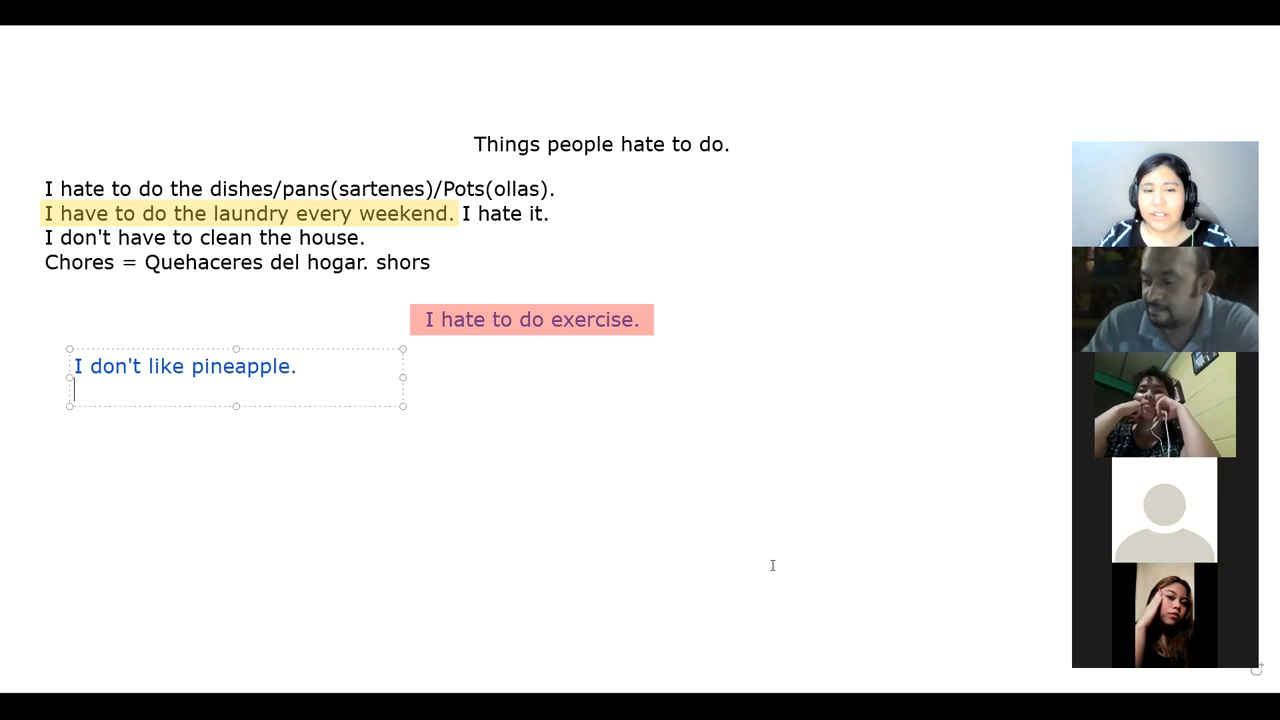 Things people hate to do.
I hate to do the dishes/pans(sartenes)/Pots(ollas).
I have to do the laundry every weekend. I hate it.
I don't have to clean the house.
Chores = Quehaceres del hogar. shors
I hate to do exercise.
I don't like pineapple.